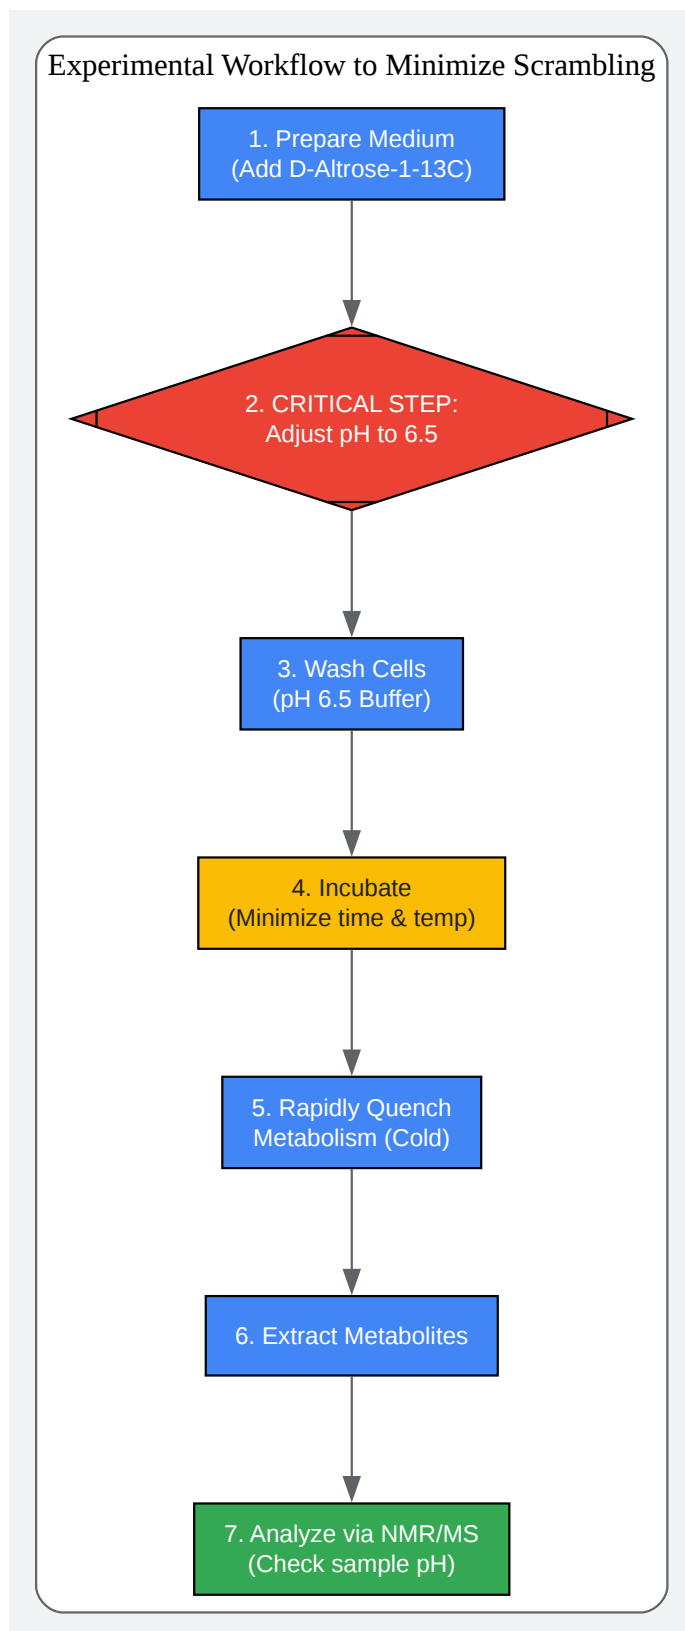 Experimental Workflow to Minimize Scrambling
1. Prepare Medium
(Add D-Altrose-1-13C)
2. CRITICAL STEP:
Adjust pH to 6.5
3. Wash Cells
(pH 6.5 Buffer)
4. Incubate
(Minimize time & temp)
5. Rapidly Quench
Metabolism (Cold)
6. Extract Metabolites
7. Analyze via NMR/MS
(Check sample pH)